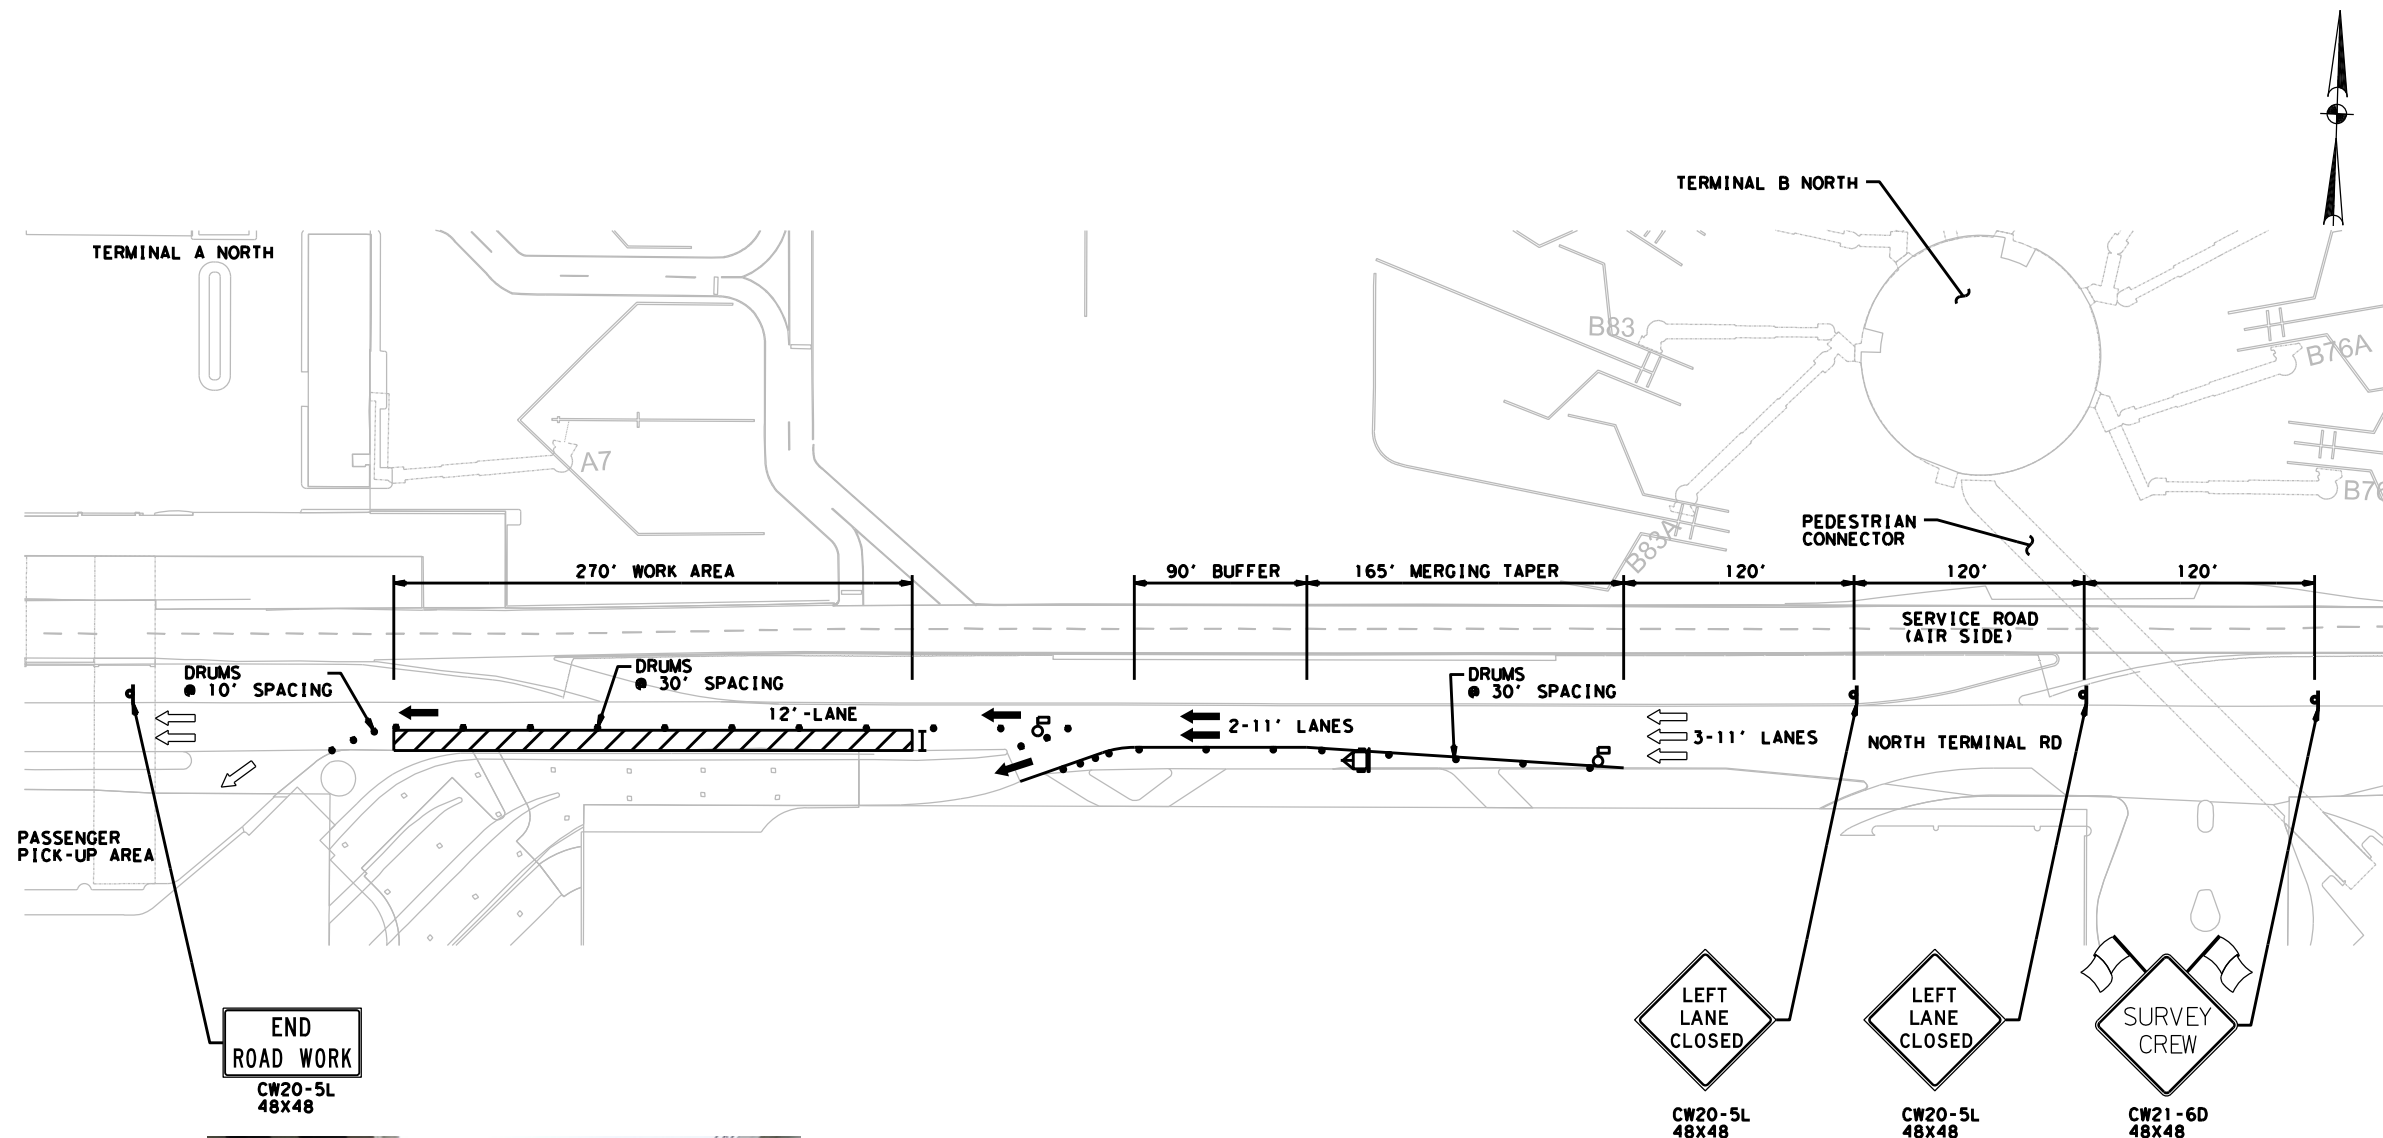 TERMINAL B NORTH
TERMINAL A NORTH
B83
B76A
A7
B76
PEDESTRIAN
CONNECTOR
B83A
270' WORK AREA
90' BUFFER
165' MERGING TAPER
120'
120'
120'
SERVICE ROAD
(AIR SIDE)
DRUMS
@ 10' SPACING
DRUMS
@ 30' SPACING
DRUMS
@ 30' SPACING
12'-LANE
2-11' LANES
3-11' LANES
NORTH TERMINAL RD
PASSENGER
PICK-UP AREA
END
ROAD WORK
CW20-5L
48X48
LEFT
LANE
CLOSED
CW20-5L
48X48
LEFT
LANE
CLOSED
CW20-5L
48X48
SURVEY
CREW
CW21-6D
48X48